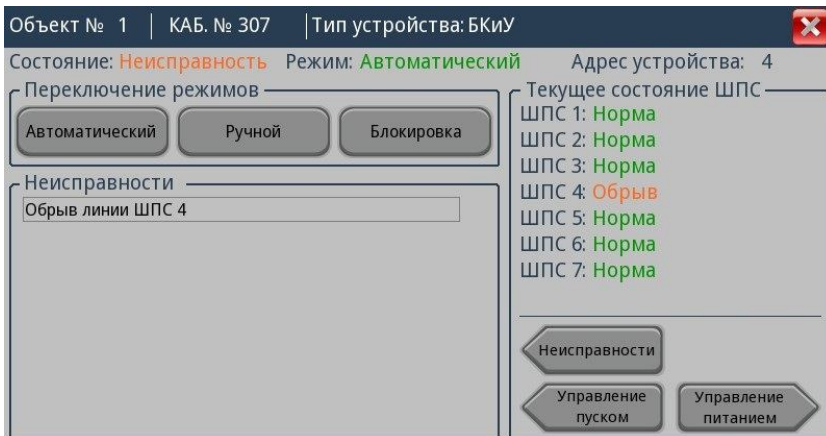 Объект № 1 | КАБ. № 307 | Тип устройства: БКиУ
Состояние: Неисправность Режим: Автоматический Адрес устройства: 4
Переключение режимов
Автоматический
Ручной
Блокировка
Неисправности
Обрыв линии ШПС 4
Текущее состояние ШПС
ШПС 1: Норма
ШПС 2: Норма
ШПС 3: Норма
ШПС 4: Обрыв
ШПС 5: Норма
ШПС 6: Норма
ШПС 7: Норма
Неисправности
Управление
пуском
Управление
питанием